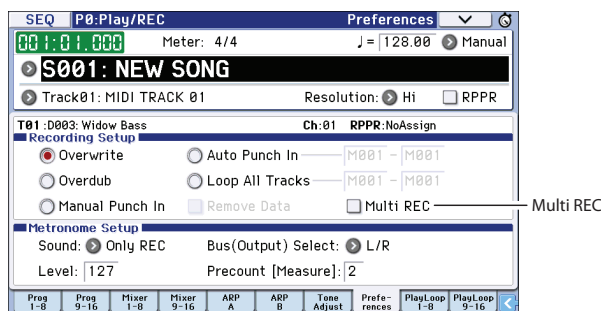 SEQ P0:Play/REC Preferences
001:01.000 Meter: 4/4 ♩= 128.00 Manual
S001: NEW SONG
Track01: MIDI TRACK 01 Resolution: Hi RPPR
T01 :D003: Widow Bass Ch:01 RPPR:NoAssign
Recording Setup
Overwrite Auto Punch In M001 - M001
Overdub Loop All Tracks M001 - M001
Manual Punch In Remove Data Multi REC Multi REC
Metronome Setup
Sound: Only REC Bus(Output) Select: L/R
Level: 127 Precount [Measure]: 2
Prog 1-8 Prog 9-16 Mixer 1-8 Mixer 9-16 ARP A ARP B Tone Adjust Prefe-rences PlayLoop 1-8 PlayLoop 9-16